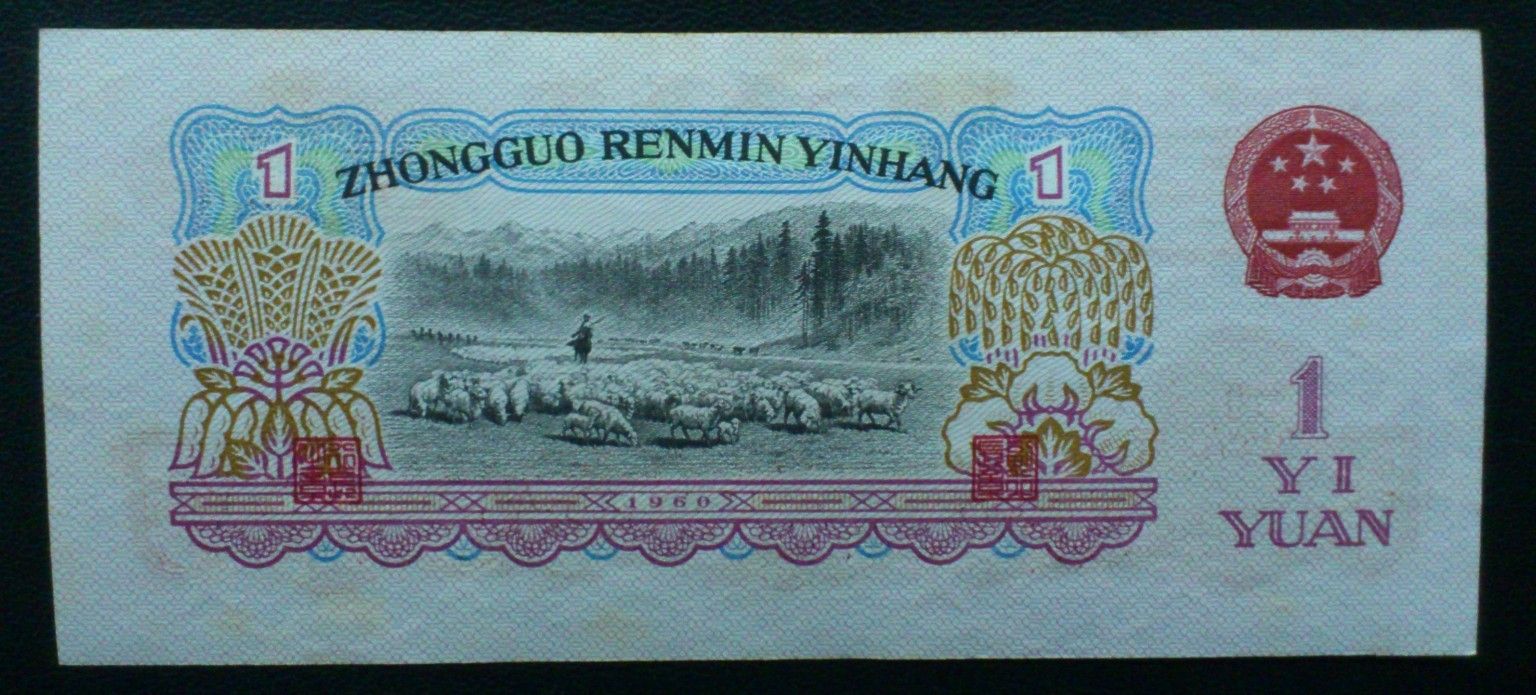 ZHONGGUO RENMIN YINHANG
1
1
1960
1
YI
YUAN